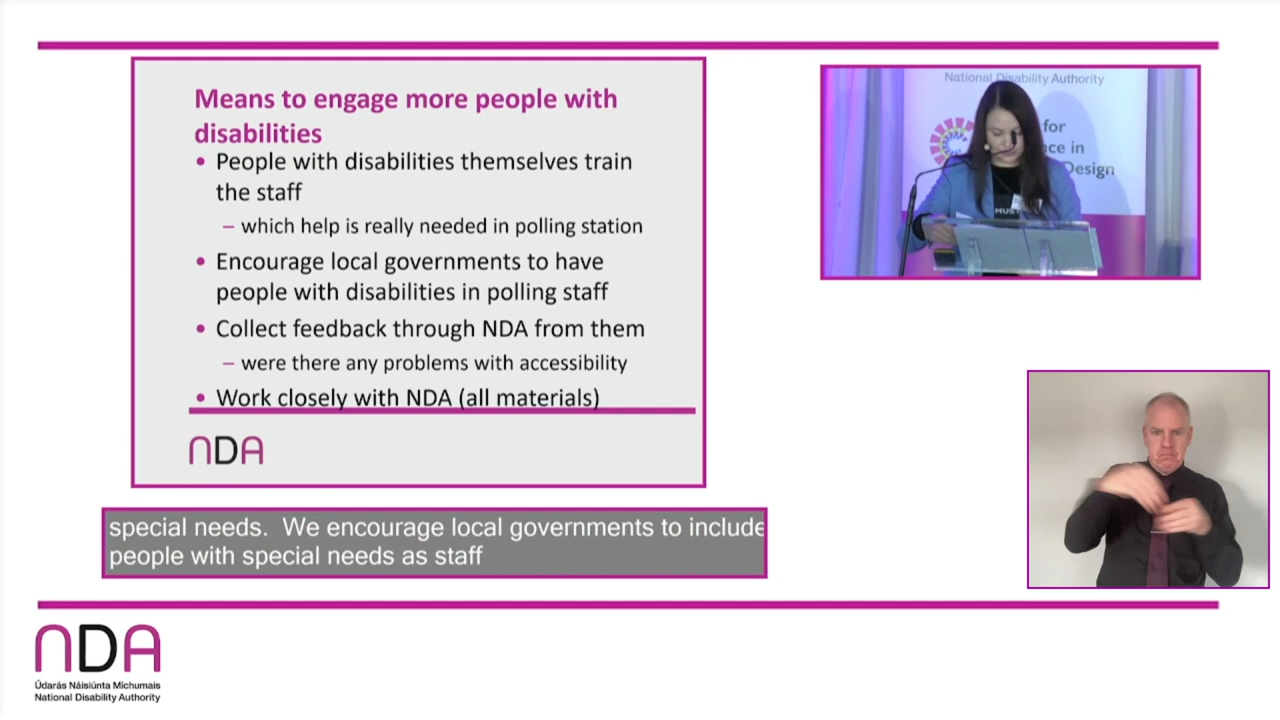 Means to engage more people with
disabilities
• People with disabilities themselves train
the staff
– which help is really needed in polling station
• Encourage local governments to have
people with disabilities in polling staff
• Collect feedback through NDA from them
– were there any problems with accessibility
• Work closely with NDA (all materials)
NDA
National Disability Authority
for
ce in
Design
MUS
special needs.  We encourage local governments to include
people with special needs as staff
NDA
Údarás Náisiúnta Míchumais
National Disability Authority